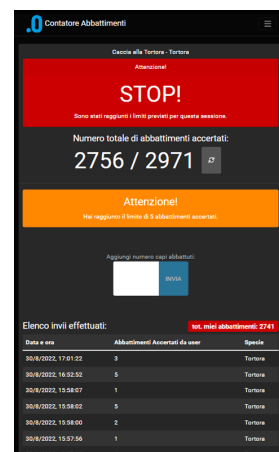 .0 Contatore Abbattimenti
Caccia alla Tortora - Tortora
Attenzione!
STOP!
Sono stati reggiunti i limiti previsti per questa sessione.
Numero totale di abbattimenti accertati:
2756 / 2971
Attenzione!
Hai raggiunto il limite di 5 abbattimenti accertati.
Aggiungi numero capi abbattuti:
INVIA
Elenco invii effettuati:
tot. miei abbattimenti: 2741
Data e ora Abbattimenti Accertati da user Specie
30/8/2022, 17:01:22 3 Tortora
30/8/2022, 16:52:52 5 Tortora
30/8/2022, 15:58:07 1 Tortora
30/8/2022, 15:58:02 5 Tortora
30/8/2022, 15:58:00 2 Tortora
30/8/2022, 15:57:56 1 Tortora